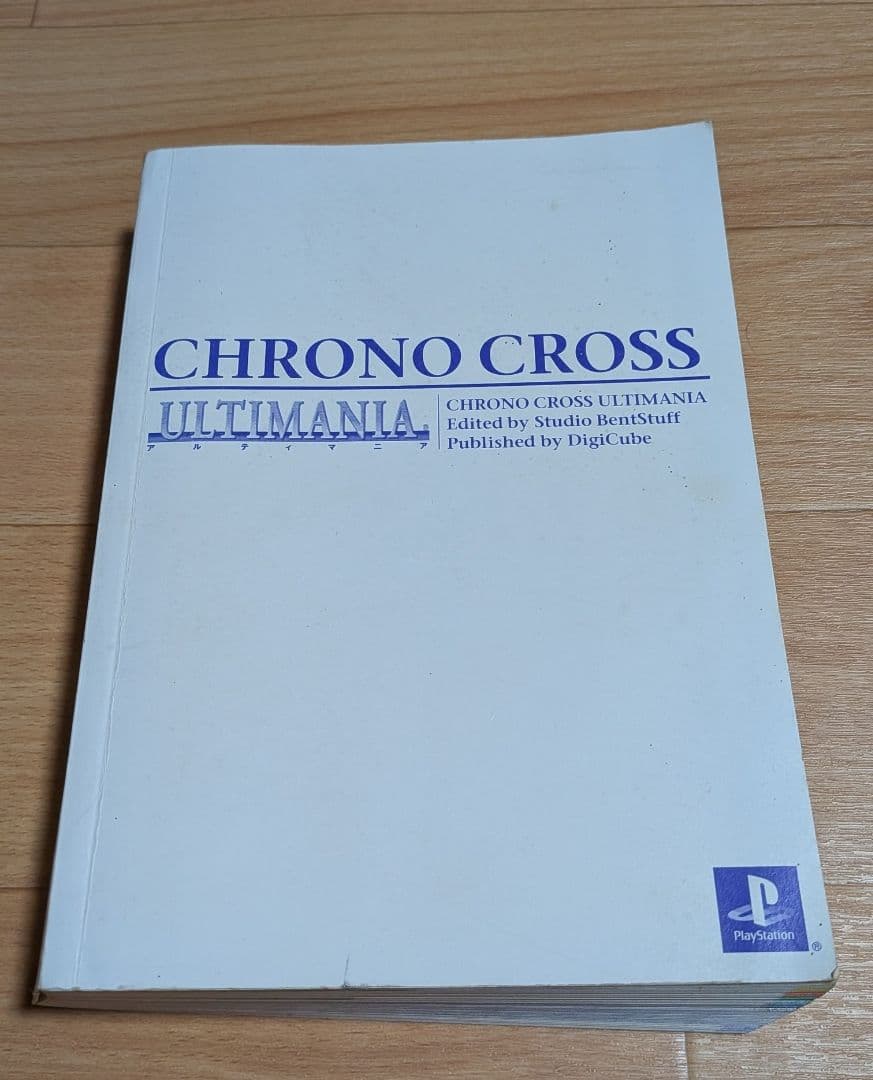 CHRONO CROSS
ULTIMANIA
アルティマニア
CHRONO CROSS ULTIMANIA
Edited by Studio BentStuff
Published by DigiCube
PlayStation
®